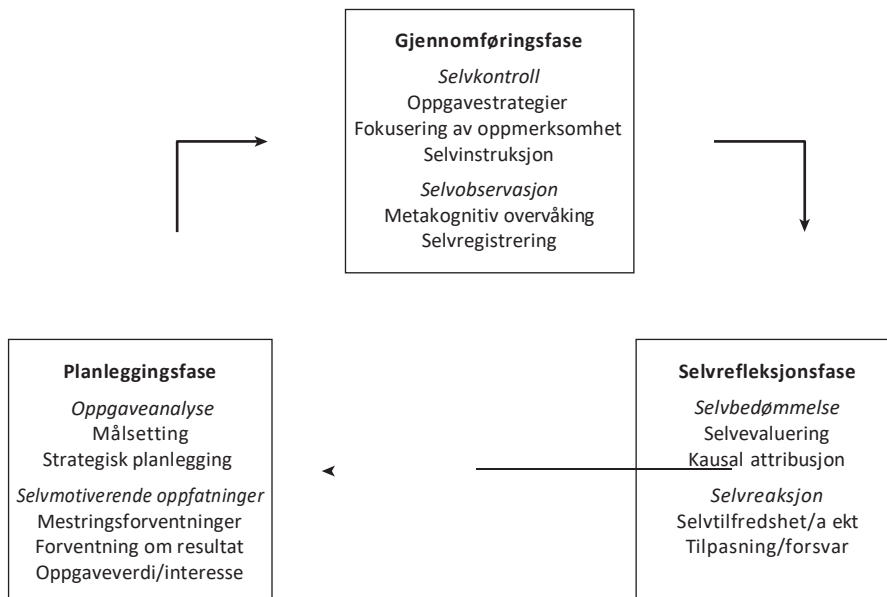 Gjennomføringsfase
Selvkontroll
Oppgavestrategier
Fokusering av oppmerksomhet
Selvinstruksjon
Selvobservasjon
Metakognitiv overvåking
Selvregistrering
Planleggingsfase
Oppgaveanalyse
Målsetting
Strategisk planlegging
Selvmotiverende oppfatninger
Mestringsforventninger
Forventning om resultat
Oppgaveverdi/interesse
Selvrefleksjonsfase
Selvbedømmelse
Selvevaluering
Kausal attribusjon
Selvreaksjon
Selvtilfredshet/a ekt
Tilpasning/forsvar